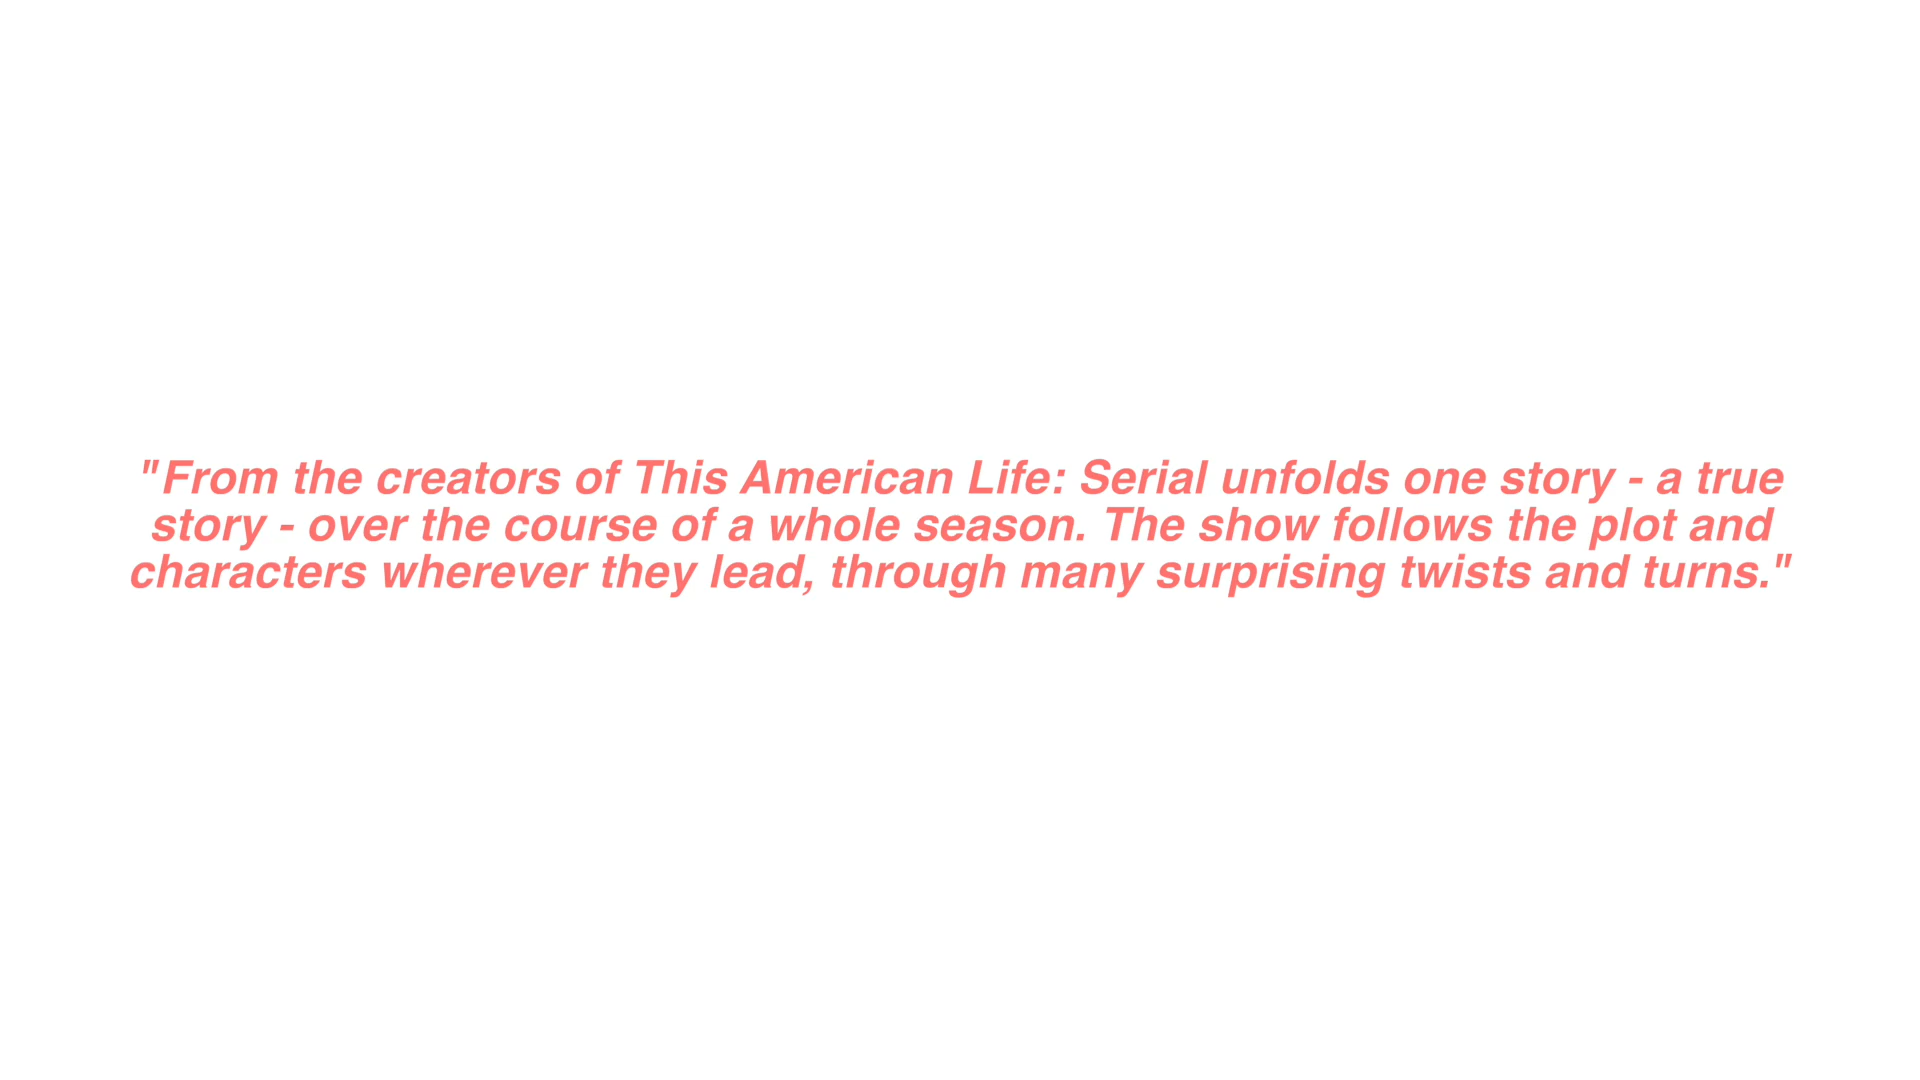 "From the creators of This American Life: Serial unfolds one story - a true
story - over the course of a whole season. The show follows the plot and
characters wherever they lead, through many surprising twists and turns."